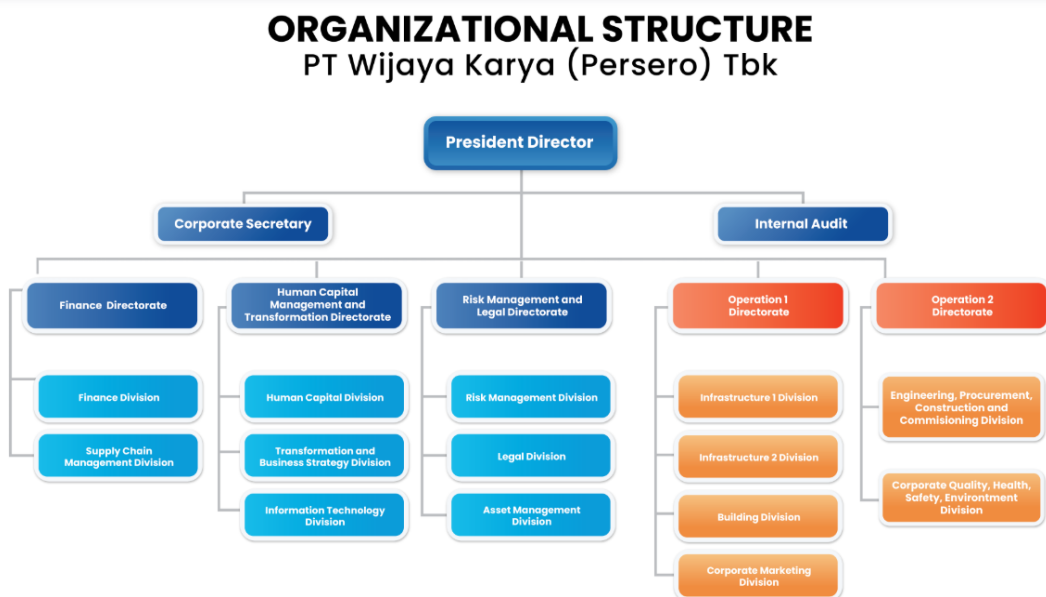 ORGANIZATIONAL STRUCTURE
PT Wijaya Karya (Persero) Tbk
President Director
Corporate Secretary
Internal Audit
Finance Directorate
Human Capital
Management and
Transformation Directorate
Risk Management and
Legal Directorate
Operation 1
Directorate
Operation 2
Directorate
Finance Division
Human Capital Division
Risk Management Division
Infrastructure 1 Division
Engineering, Procurement,
Construction and
Commisioning Division
Supply Chain
Management Division
Transformation and
Business Strategy Division
Legal Division
Infrastructure 2 Division
Corporate Quality, Health,
Safety, Environtment
Division
Information Technology
Division
Asset Management
Division
Building Division
Corporate Marketing
Division